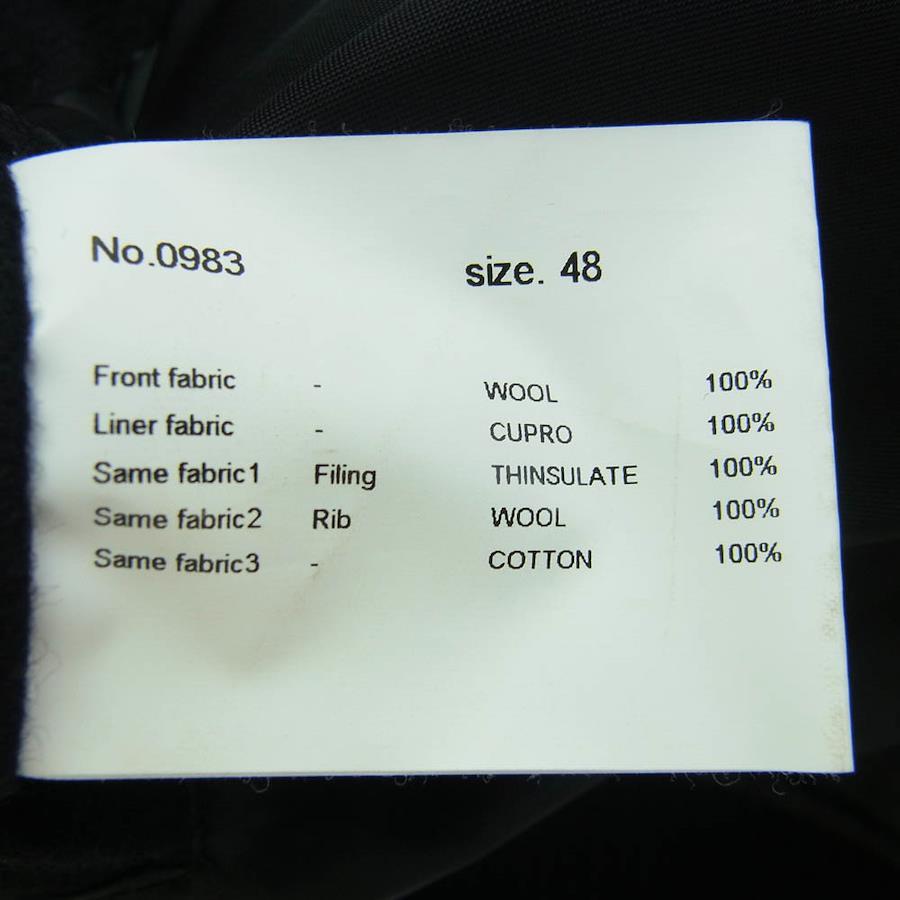 No.0983 size. 48
Front fabric - WOOL 100%
Liner fabric - CUPRO 100%
Same fabric1 Filing THINSULATE 100%
Same fabric2 Rib WOOL 100%
Same fabric3 - COTTON 100%